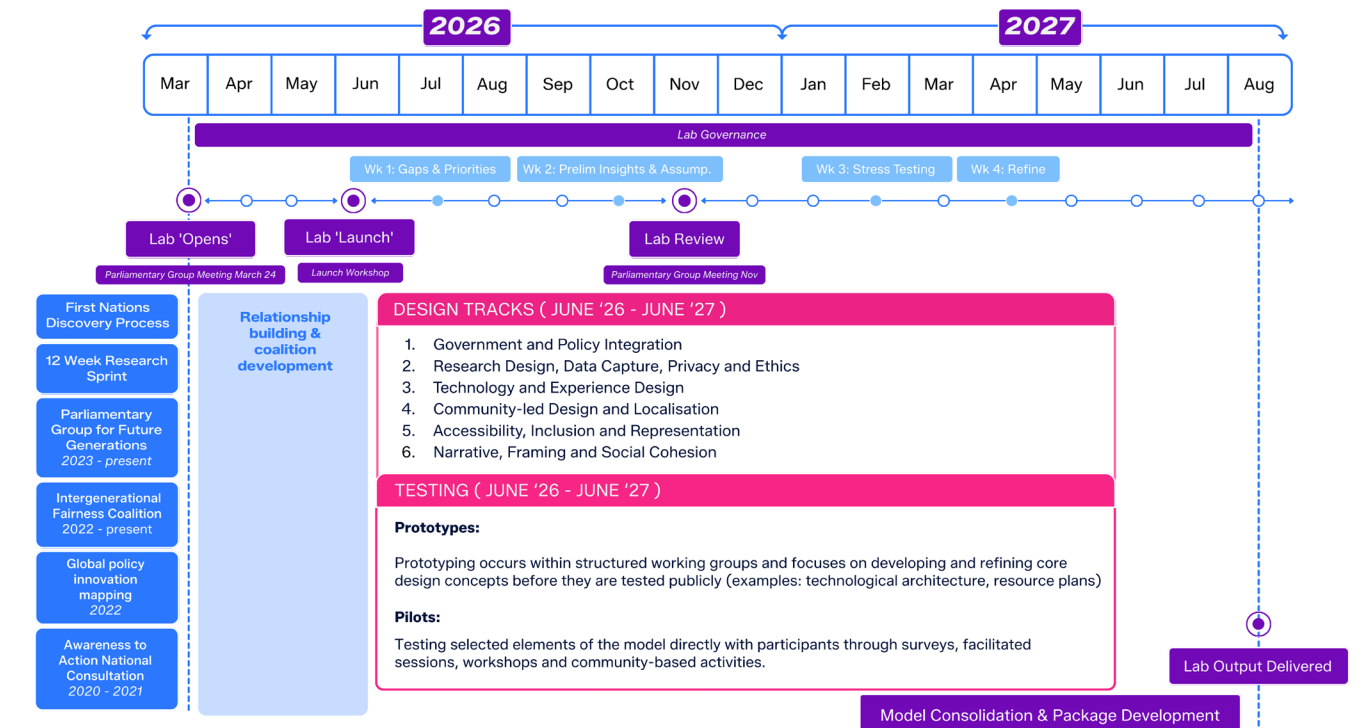 2026
2027
Mar
Apr
May
Jun
Jul
Aug
Sep
Oct
Nov
Dec
Jan
Feb
Mar
Apr
May
Jun
Jul
Aug
Lab Governance
Wk 1: Gaps & Priorities
Wk 2: Prelim Insights & Assump.
Wk 3: Stress Testing
Wk 4: Refine
Lab 'Opens'
Parliamentary Group Meeting March 24
Lab 'Launch'
Launch Workshop
Lab Review
Parliamentary Group Meeting Nov
First Nations
Discovery Process
12 Week Research
Sprint
Parliamentary
Group for Future
Generations
2023 - present
Intergenerational
Fairness Coalition
2022 - present
Global policy
innovation
mapping
2022
Awareness to
Action National
Consultation
2020 - 2021
Relationship
building &
coalition
development
DESIGN TRACKS ( JUNE ‘26 - JUNE ‘27 )
1. Government and Policy Integration
2. Research Design, Data Capture, Privacy and Ethics
3. Technology and Experience Design
4. Community-led Design and Localisation
5. Accessibility, Inclusion and Representation
6. Narrative, Framing and Social Cohesion
TESTING ( JUNE ‘26 - JUNE ‘27 )
Prototypes:
Prototyping occurs within structured working groups and focuses on developing and refining core
design concepts before they are tested publicly (examples: technological architecture, resource plans)
Pilots:
Testing selected elements of the model directly with participants through surveys, facilitated
sessions, workshops and community-based activities.
Lab Output Delivered
Model Consolidation & Package Development